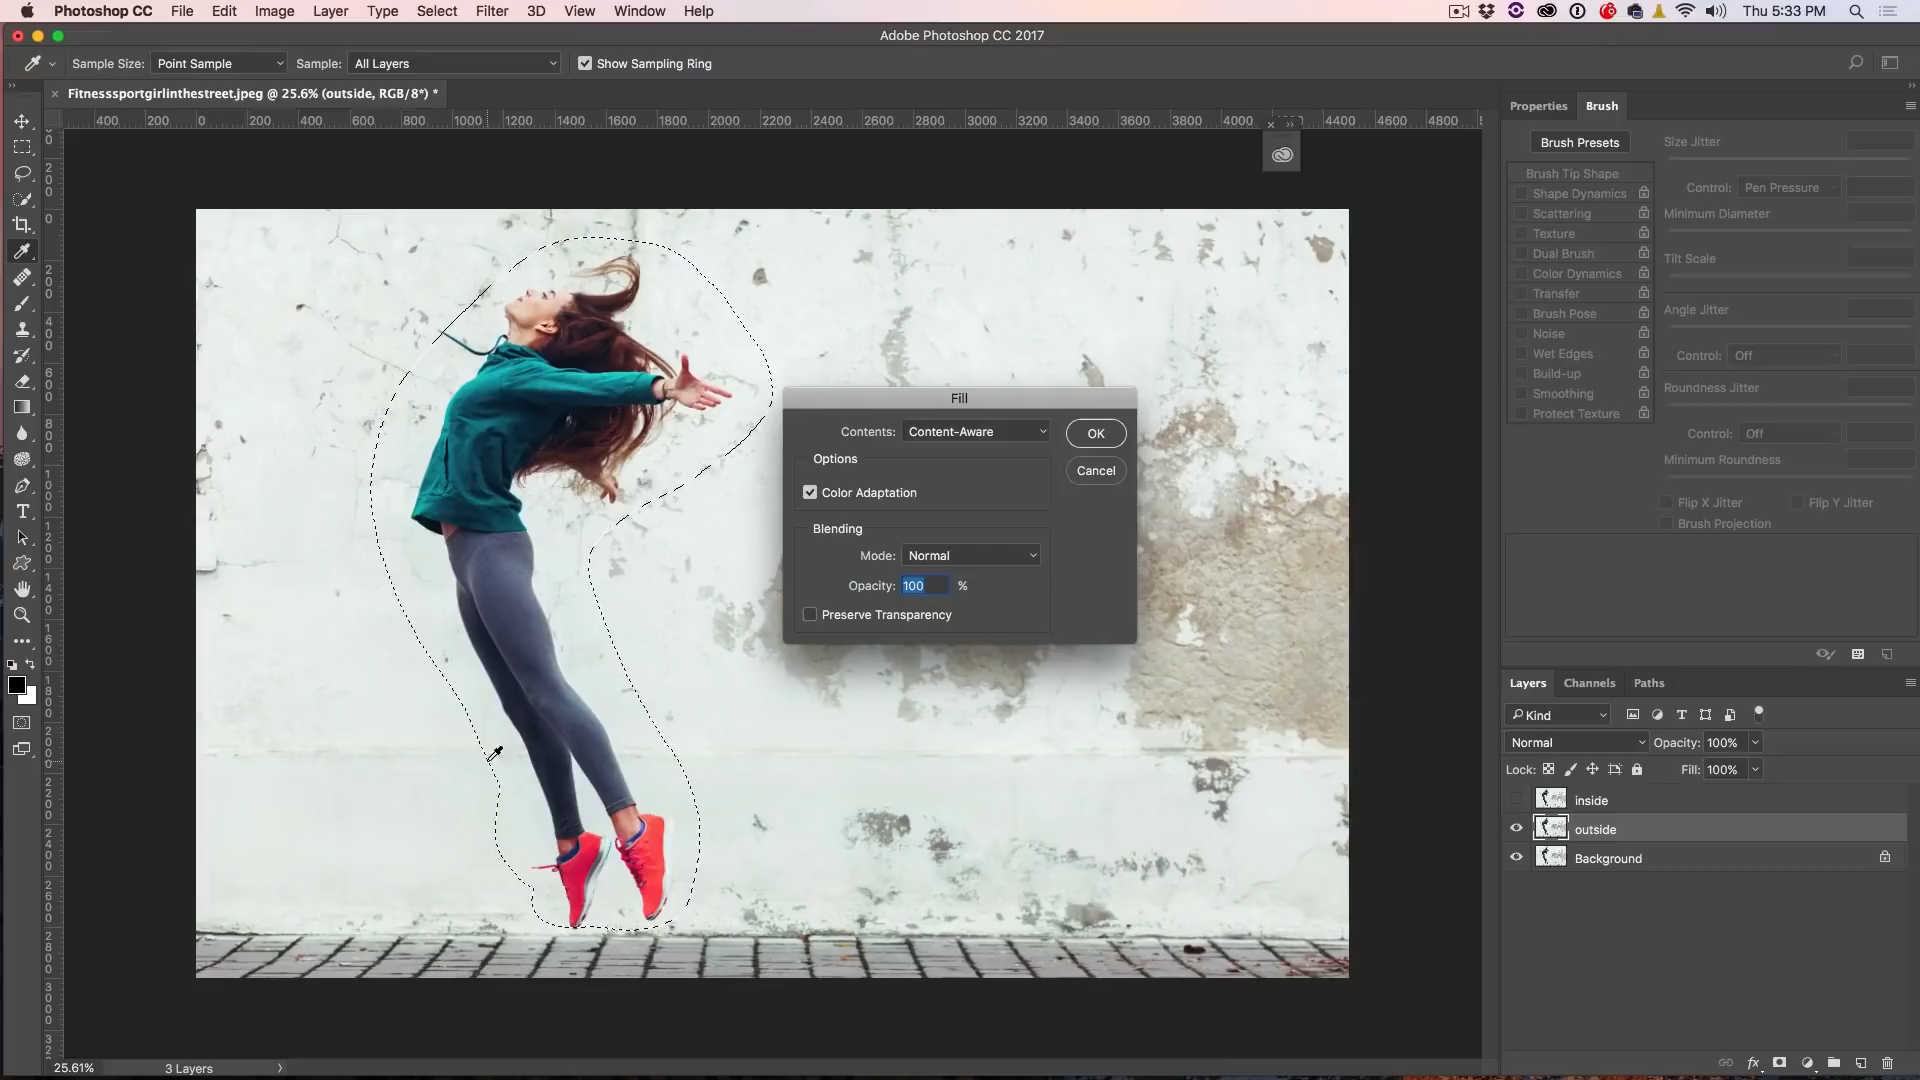 Photoshop CC File Edit Image Layer Type Select Filter 3D View Window Help Thu 5:33 PM
Adobe Photoshop CC 2017
Sample Size: Point Sample Sample: All Layers Show Sampling Ring
Fitnesssportgirlinthestreet.jpeg @ 25.6% (outside, RGB/8*) *
400 200 0 200 400 600 800 1000 1200 1400 1600 1800 2000 2200 2400 2600 2800 3000 3200 3400 3600 3800 4000 4200 4400 4600 4800
Properties Brush
Brush Presets
Size Jitter
Brush Tip Shape
Shape Dynamics
Control: Pen Pressure
Scattering
Minimum Diameter
Texture
Dual Brush
Tilt Scale
Color Dynamics
Transfer
Brush Pose
Angle Jitter
Noise
Wet Edges
Control: Off
Build-up
Roundness Jitter
Smoothing
Protect Texture
Control: Off
Minimum Roundness
Flip X Jitter Flip Y Jitter
Brush Projection
Fill
Contents: Content-Aware
OK
Options
Cancel
Color Adaptation
Blending
Mode: Normal
Opacity: 100 %
Preserve Transparency
Layers Channels Paths
Kind
Normal Opacity: 100%
Lock: Fill: 100%
inside
outside
Background
fx
25.61% 3 Layers